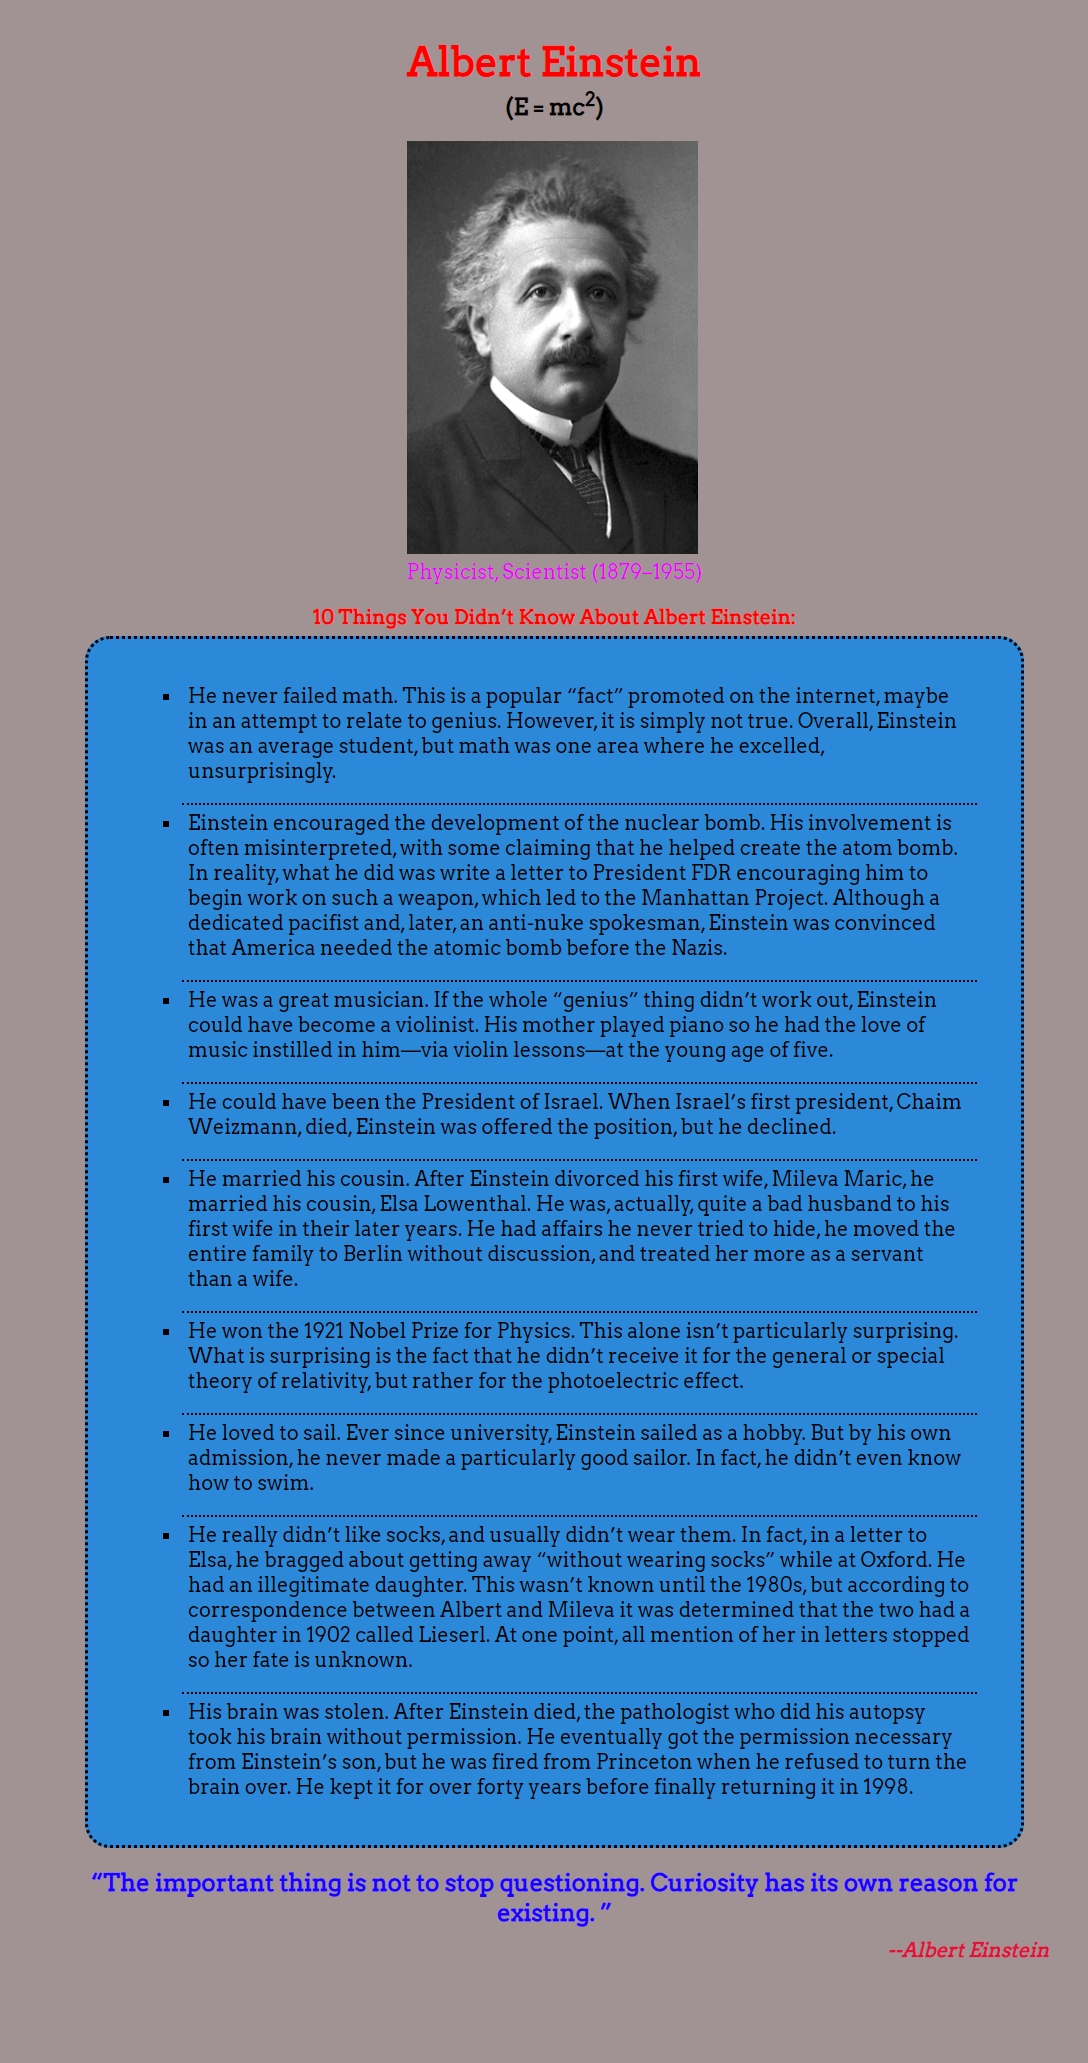 Albert Einstein
(E = mc²)
Physicist, Scientist (1879–1955)
10 Things You Didn’t Know About Albert Einstein:
▪ He never failed math. This is a popular “fact” promoted on the internet, maybe
in an attempt to relate to genius. However, it is simply not true. Overall, Einstein
was an average student, but math was one area where he excelled,
unsurprisingly.
▪ Einstein encouraged the development of the nuclear bomb. His involvement is
often misinterpreted, with some claiming that he helped create the atom bomb.
In reality, what he did was write a letter to President FDR encouraging him to
begin work on such a weapon, which led to the Manhattan Project. Although a
dedicated pacifist and, later, an anti-nuke spokesman, Einstein was convinced
that America needed the atomic bomb before the Nazis.
▪ He was a great musician. If the whole “genius” thing didn’t work out, Einstein
could have become a violinist. His mother played piano so he had the love of
music instilled in him—via violin lessons—at the young age of five.
▪ He could have been the President of Israel. When Israel’s first president, Chaim
Weizmann, died, Einstein was offered the position, but he declined.
▪ He married his cousin. After Einstein divorced his first wife, Mileva Maric, he
married his cousin, Elsa Lowenthal. He was, actually, quite a bad husband to his
first wife in their later years. He had affairs he never tried to hide, he moved the
entire family to Berlin without discussion, and treated her more as a servant
than a wife.
▪ He won the 1921 Nobel Prize for Physics. This alone isn’t particularly surprising.
What is surprising is the fact that he didn’t receive it for the general or special
theory of relativity, but rather for the photoelectric effect.
▪ He loved to sail. Ever since university, Einstein sailed as a hobby. But by his own
admission, he never made a particularly good sailor. In fact, he didn’t even know
how to swim.
▪ He really didn’t like socks, and usually didn’t wear them. In fact, in a letter to
Elsa, he bragged about getting away “without wearing socks” while at Oxford. He
had an illegitimate daughter. This wasn’t known until the 1980s, but according to
correspondence between Albert and Mileva it was determined that the two had a
daughter in 1902 called Lieserl. At one point, all mention of her in letters stopped
so her fate is unknown.
▪ His brain was stolen. After Einstein died, the pathologist who did his autopsy
took his brain without permission. He eventually got the permission necessary
from Einstein’s son, but he was fired from Princeton when he refused to turn the
brain over. He kept it for over forty years before finally returning it in 1998.
“The important thing is not to stop questioning. Curiosity has its own reason for
existing. ”
--Albert Einstein